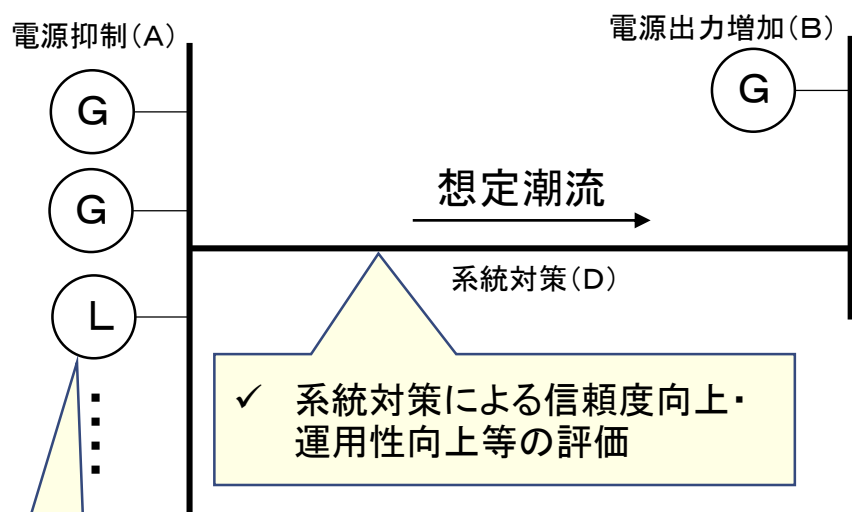 電源抑制（A）
電源出力増加（B）
G
G
G
想定潮流
系統対策（D）
L
✓ 系統対策による信頼度向上・
運用性向上等の評価